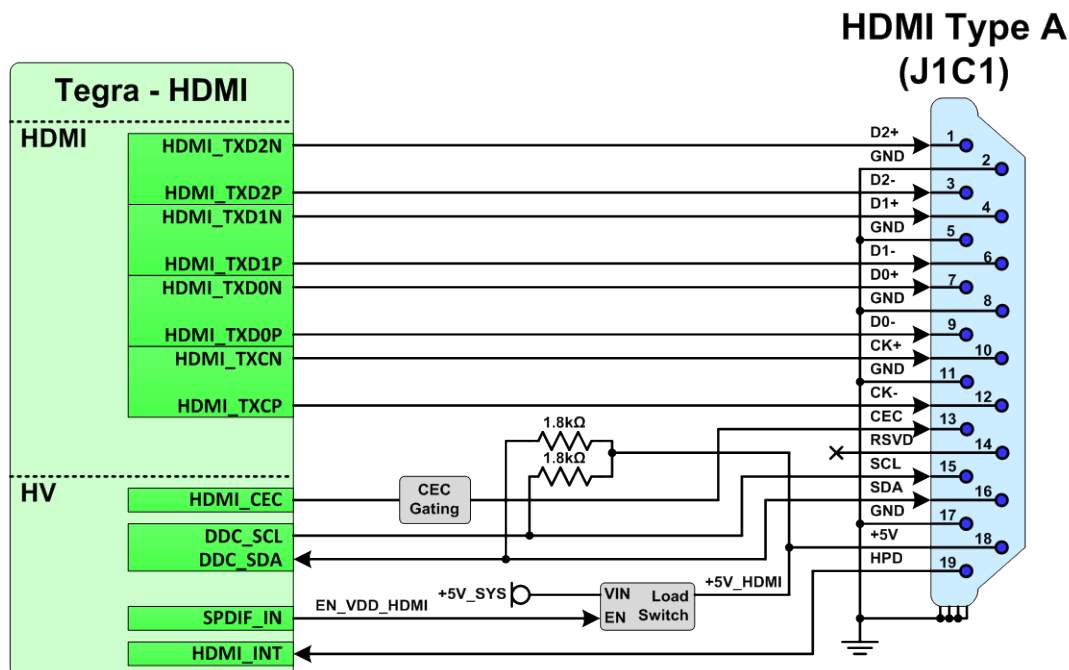 HDMI Type A
(J1C1)
Tegra - HDMI
HDMI
HDMI_TXD2N
HDMI_TXD2P
HDMI_TXD1N
HDMI_TXD1P
HDMI_TXD0N
HDMI_TXD0P
HDMI_TXCN
HDMI_TXCP
HV
HDMI_CEC
DDC_SCL
DDC_SDA
SPDIF_IN
HDMI_INT
1.8kΩ
1.8kΩ
CEC
Gating
+5V_SYS
EN_VDD_HDMI
VIN
EN
Load
Switch
+5V_HDMI
D2+ 1
GND 2
D2- 3
D1+ 4
GND 5
D1- 6
D0+ 7
GND 8
D0- 9
CK+ 10
GND 11
CK- 12
CEC 13
RSVD 14
SCL 15
SDA 16
GND 17
+5V 18
HPD 19